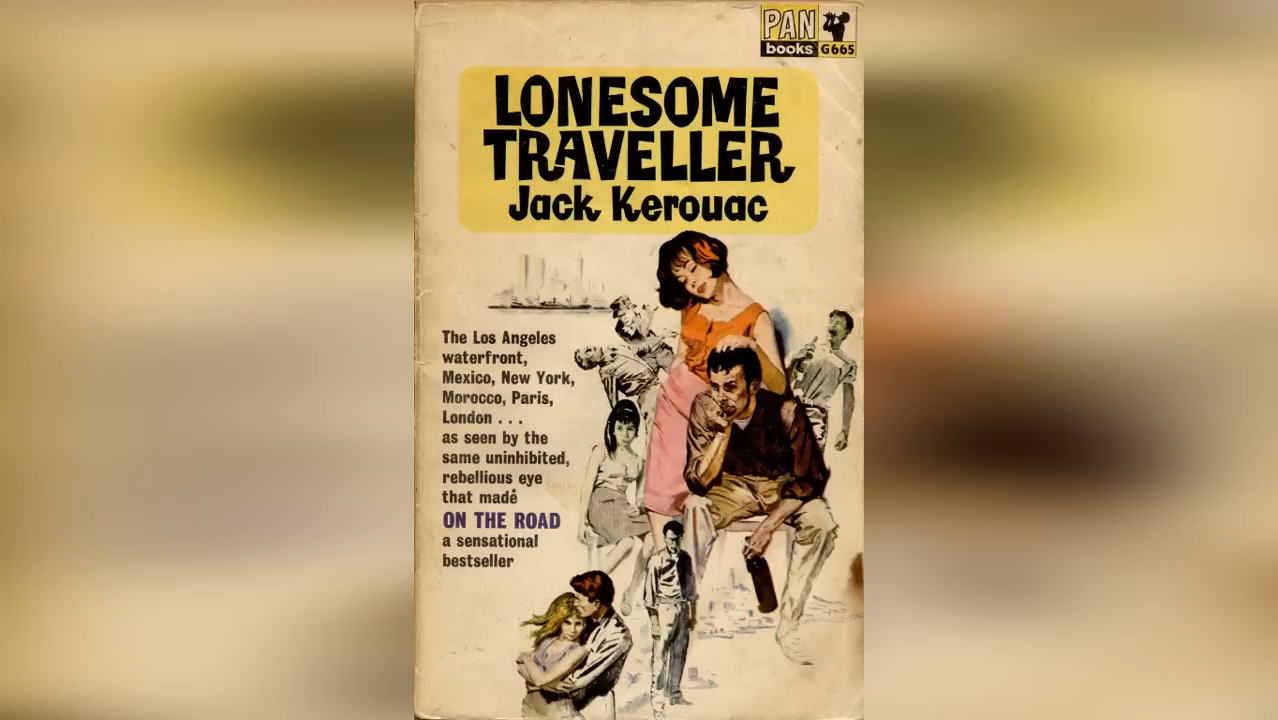 PAN
books G665
LONESOME
TRAVELLER
Jack Kerouac
The Los Angeles
waterfront,
Mexico, New York,
Morocco, Paris,
London . . .
as seen by the
same uninhibited,
rebellious eye
that made
ON THE ROAD
a sensational
bestseller